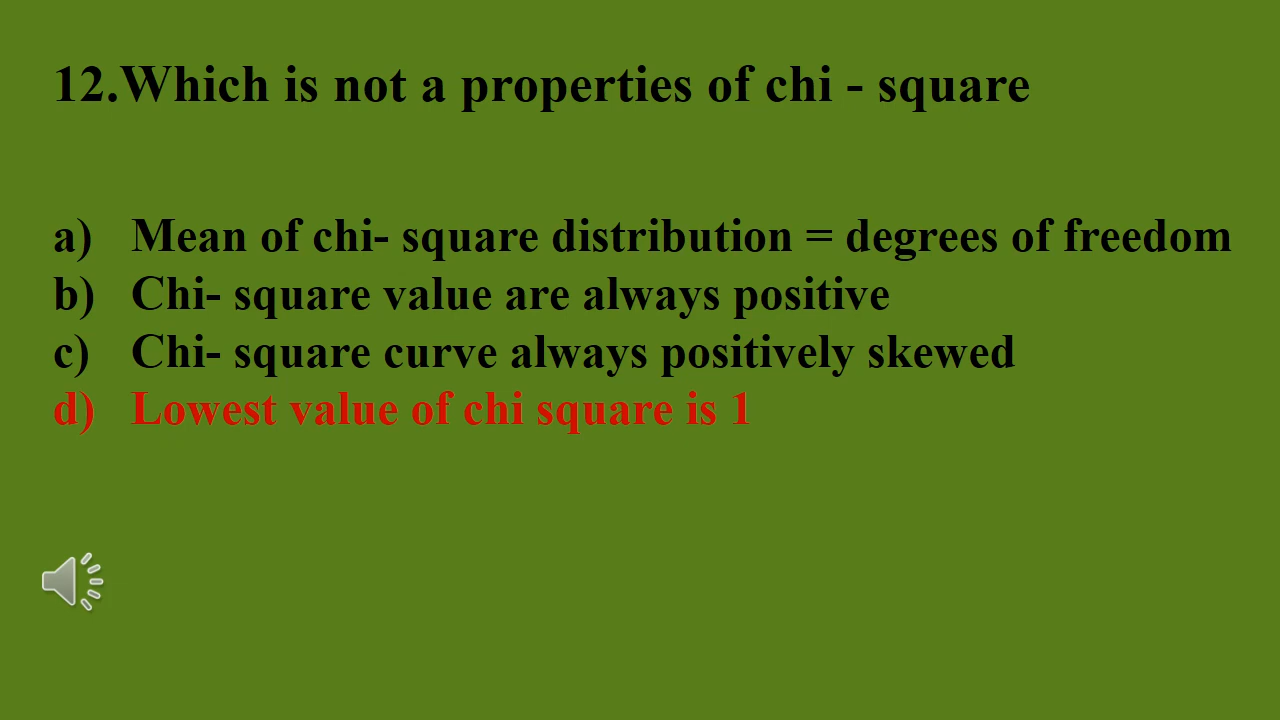 12.Which is not a properties of chi - square
a) Mean of chi- square distribution = degrees of freedom
b) Chi- square value are always positive
c) Chi- square curve always positively skewed
d) Lowest value of chi square is 1